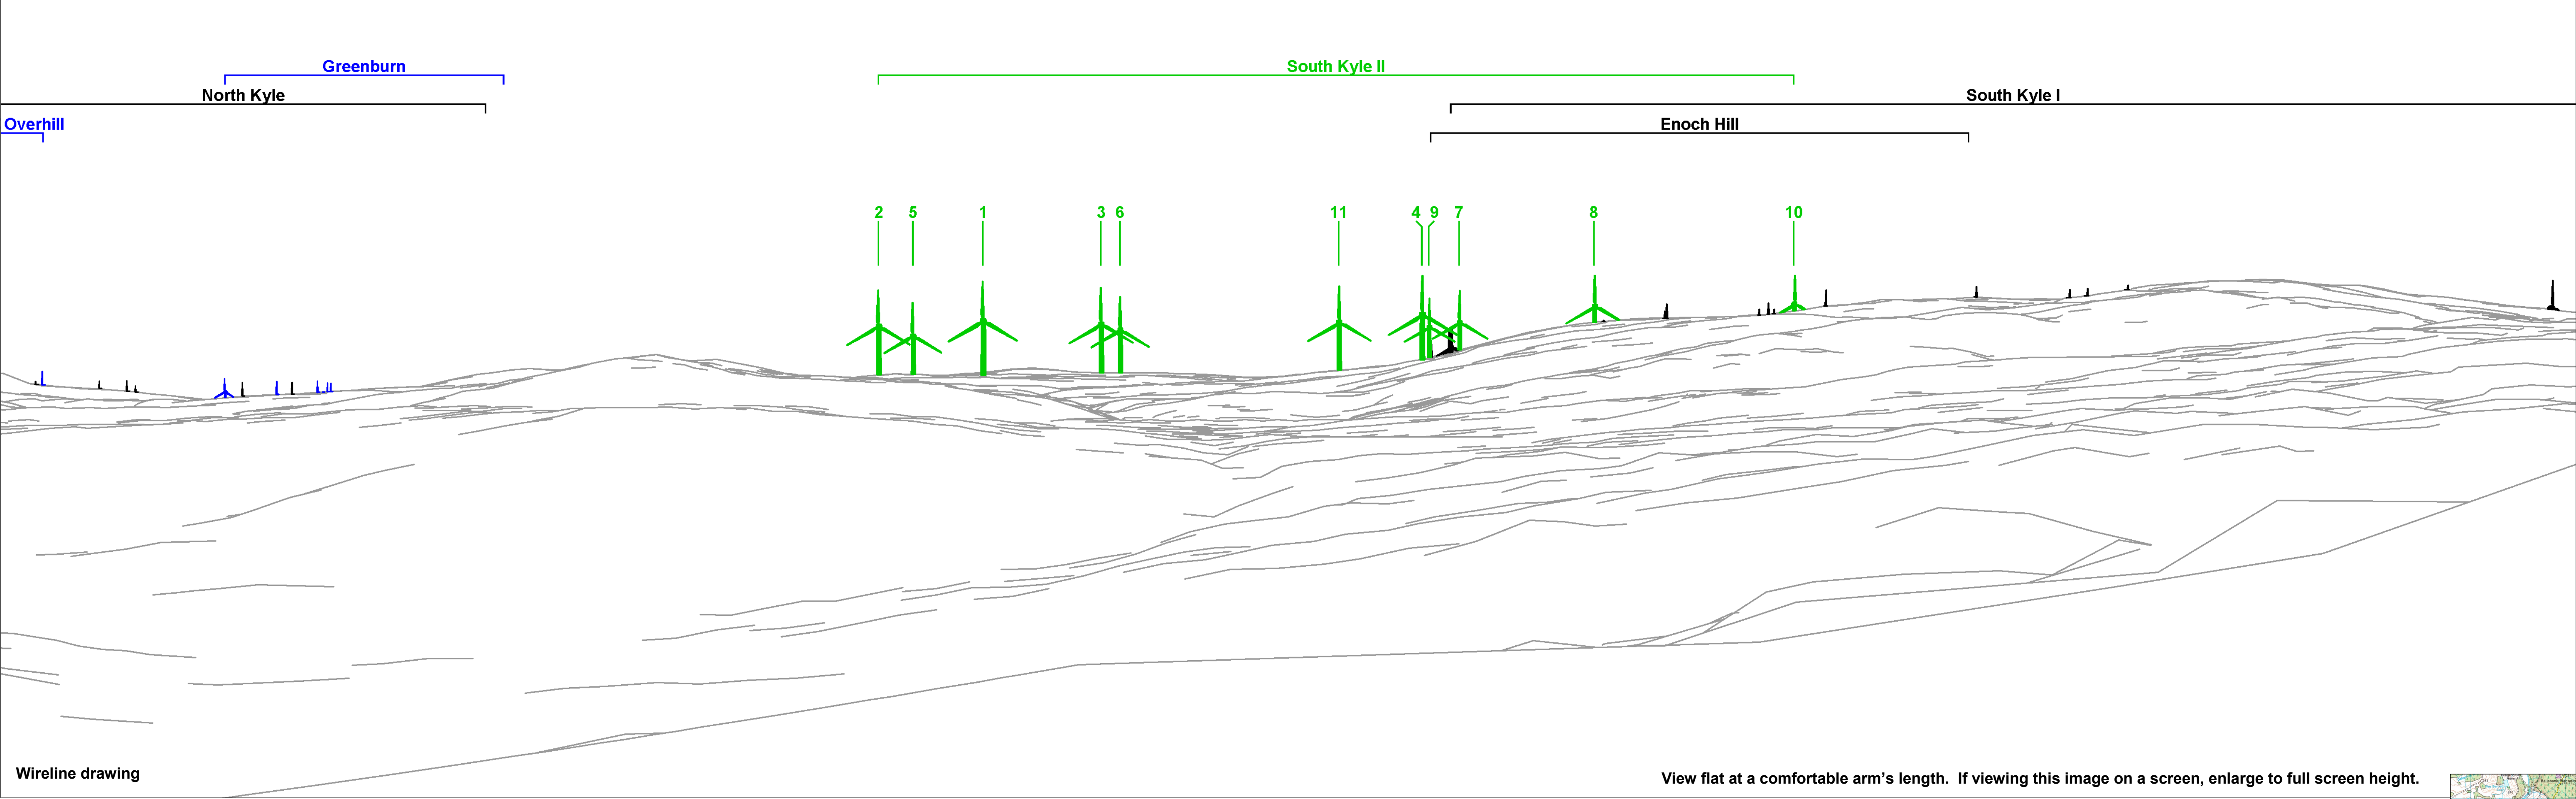 Greenburn
South Kyle II
North Kyle
South Kyle I
Overhill
Enoch Hill
2 5 1 3 6 11 4 9 7 8 10
Wireline drawing
View flat at a comfortable arm's length. If viewing this image on a screen, enlarge to full screen height.